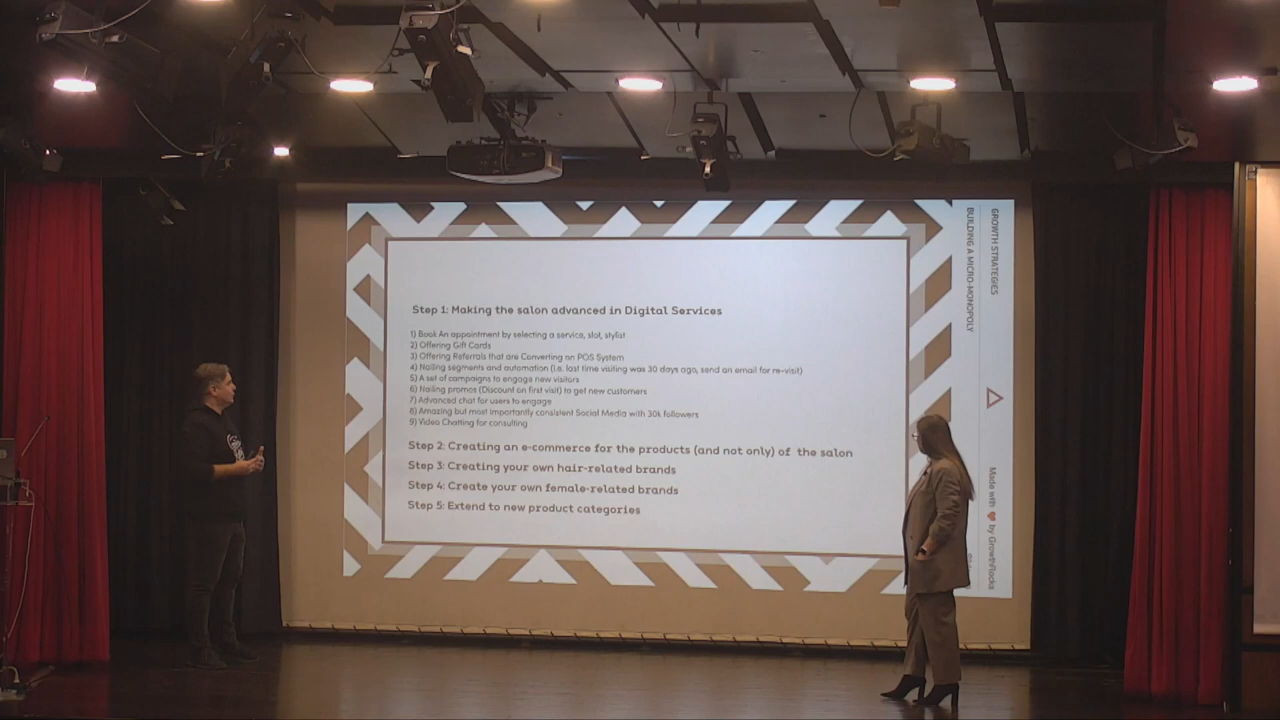 Step 1: Making the salon advanced in Digital Services
1) Book An appointment by selecting a service, slot, stylist
2) Offering Gift Cards
3) Offering Referrals that are Converting on POS System
4) Nailing segments and automation (i.e. last time visiting was 30 days ago, send an email for re-visit)
5) A set of campaigns to engage new visitors
6) Nailing promos (Discount on first visit) to get new customers
7) Advanced chat for users to engage
8) Amazing but most importantly consistent Social Media with 30k followers
9) Video Chatting for consulting
Step 2: Creating an e-commerce for the products (and not only) of the salon
Step 3: Creating your own hair-related brands
Step 4: Create your own female-related brands
Step 5: Extend to new product categories
GROWTH STRATEGIES
BUILDING A MICRO-MONOPOLY
Made with ❤ by GrowthRocks